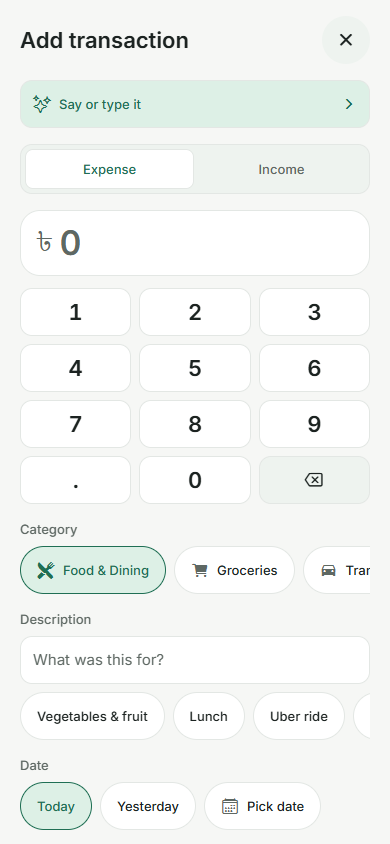 Add transaction
Say or type it
Expense Income
৳ 0
1 2 3
4 5 6
7 8 9
. 0
Category
Food & Dining Groceries
Description
What was this for?
Vegetables & fruit Lunch Uber ride
Date
Today Yesterday Pick date